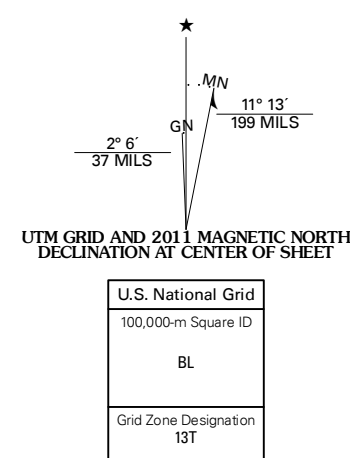 ★
MN
11° 13´
199 MILS
GN
2° 6´
37 MILS
UTM GRID AND 2011 MAGNETIC NORTH
DECLINATION AT CENTER OF SHEET
U.S. National Grid
100,000-m Square ID
BL
Grid Zone Designation
13T